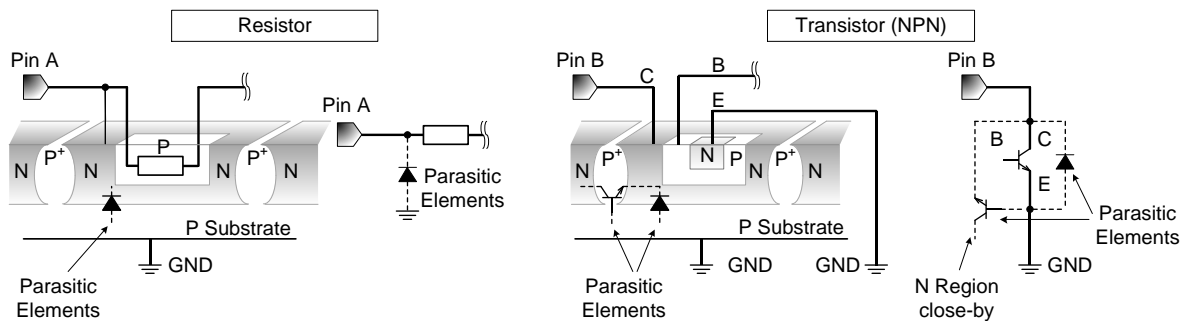 Resistor
Transistor (NPN)
Pin A
Pin B
B
Pin B
C
E
Pin A
P
N
P+
N
N
P+
N
Parasitic
Elements
N
P+
N
N
P
N
P+
N
B
C
E
P Substrate
GND
Parasitic
Elements
P Substrate
GND
GND
Parasitic
Elements
Parasitic
Elements
GND
N Region
close-by